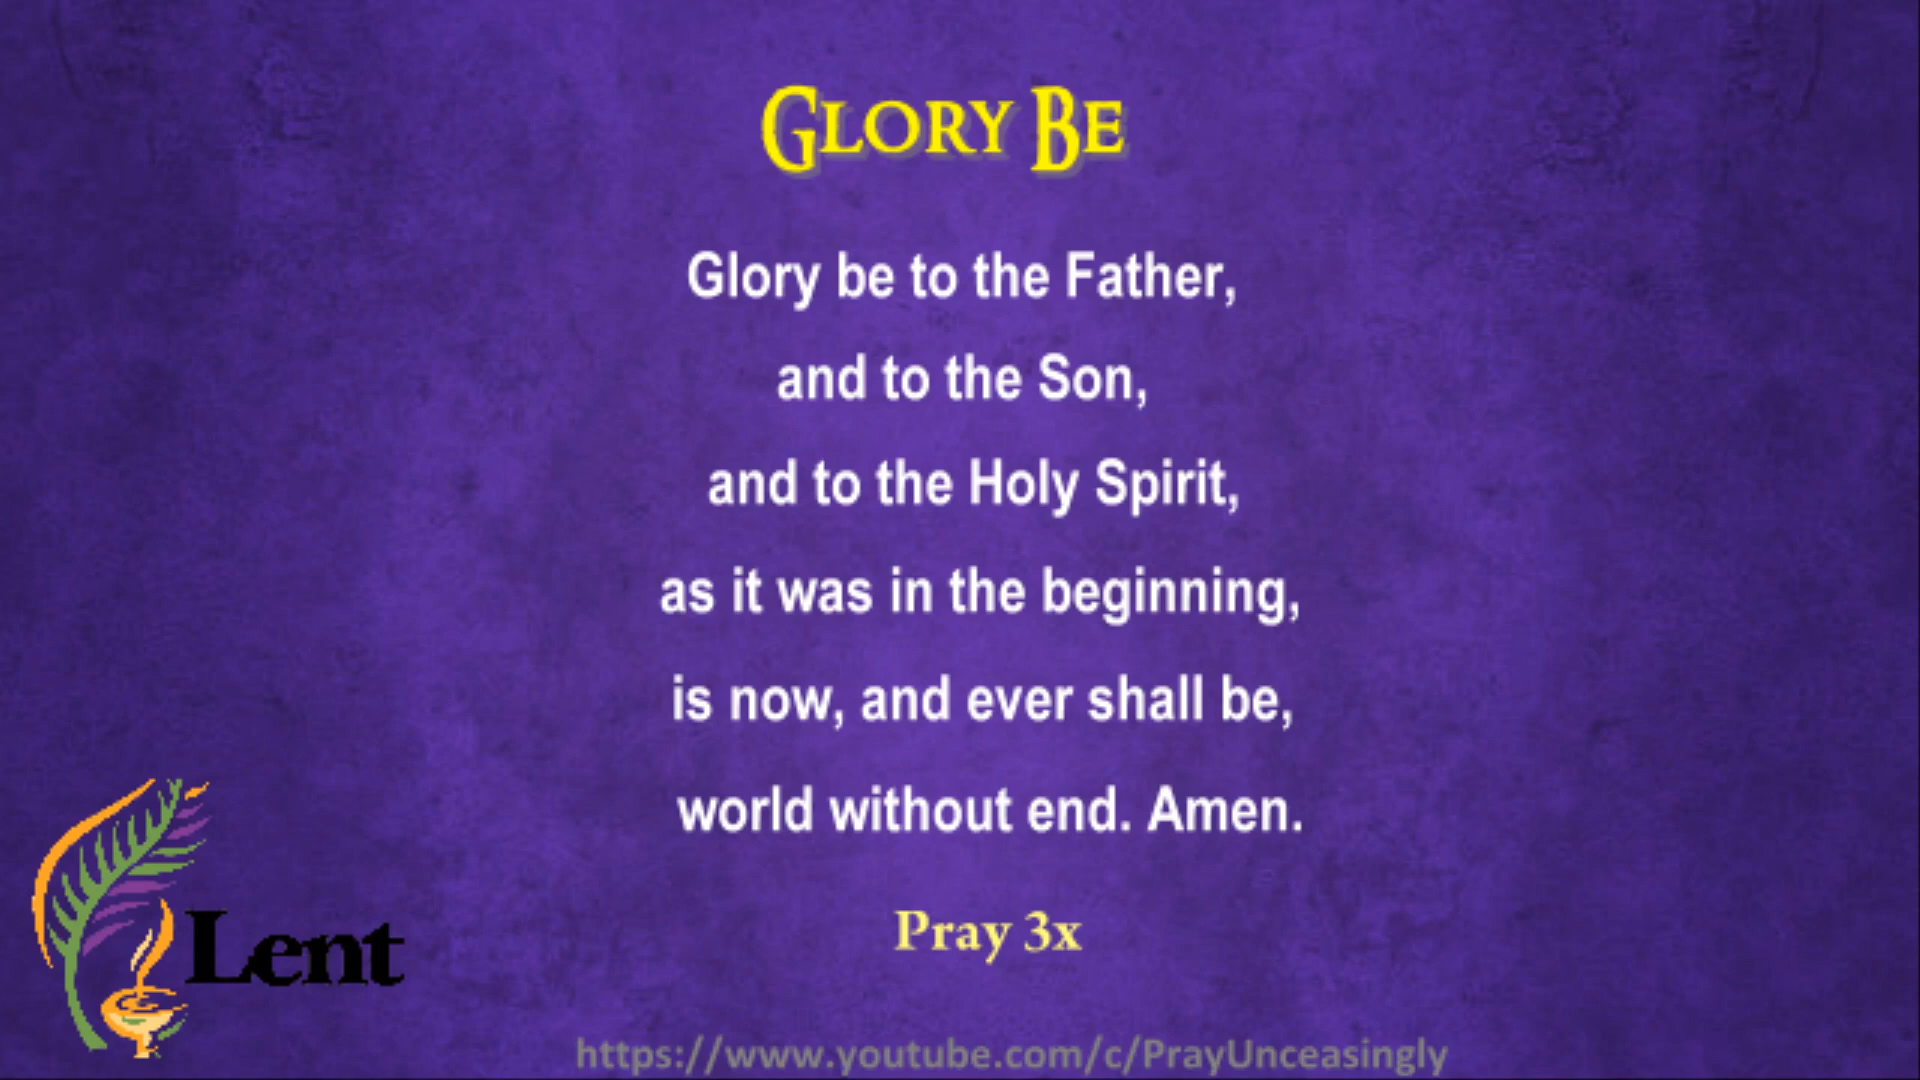 Glory Be
Glory be to the Father,
and to the Son,
and to the Holy Spirit,
as it was in the beginning,
is now, and ever shall be,
world without end. Amen.
Lent
Pray 3x
https://www.youtube.com/c/PrayUnceasingly